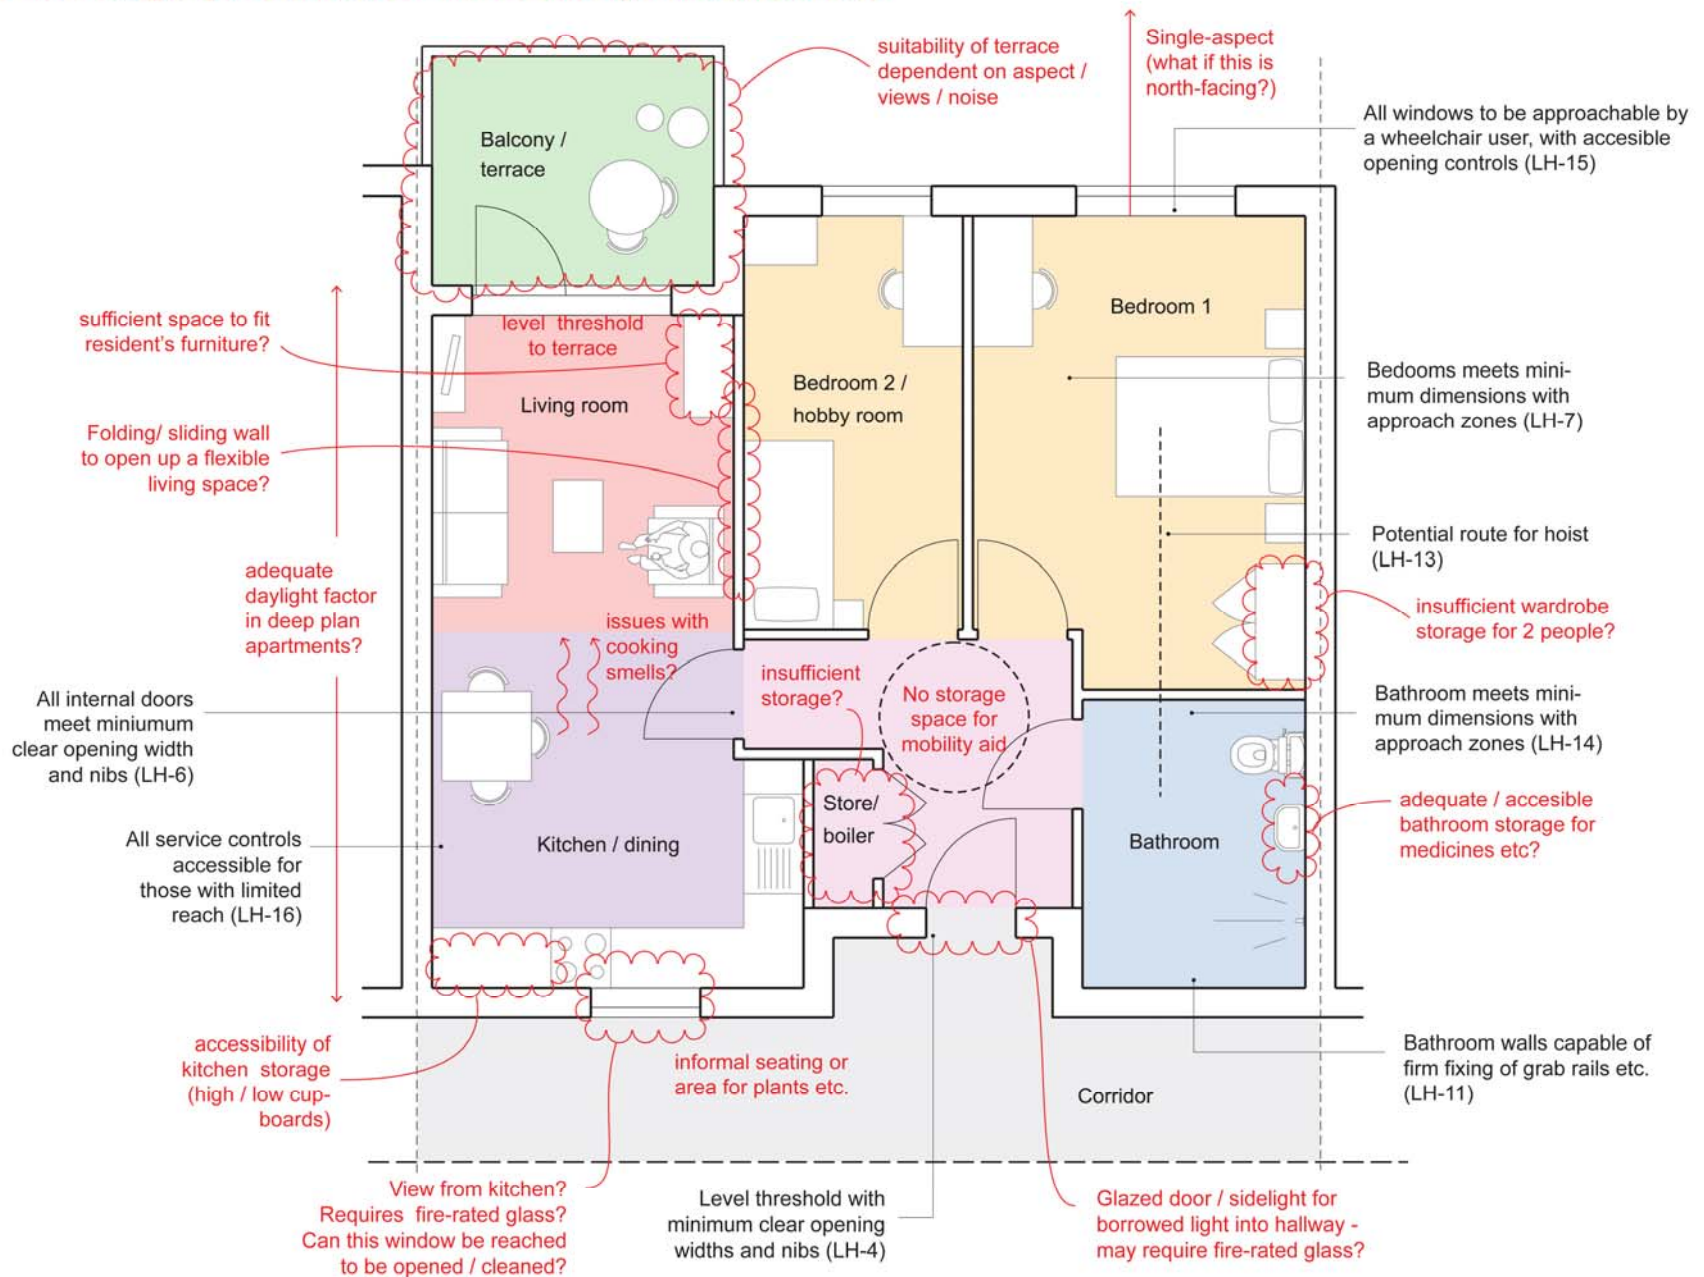 suitability of terrace
dependent on aspect /
views / noise
Single-aspect
(what if this is
north-facing?)
All windows to be approachable by
a wheelchair user, with accesible
opening controls (LH-15)
Balcony /
terrace
sufficient space to fit
resident's furniture?
level threshold
to terrace
Living room
Bedroom 2 /
hobby room
Bedroom 1
Bedooms meets mini-
mum dimensions with
approach zones (LH-7)
Folding/ sliding wall
to open up a flexible
living space?
Potential route for hoist
(LH-13)
adequate
daylight factor
in deep plan
apartments?
issues with
cooking
smells?
insufficient wardrobe
storage for 2 people?
insufficient
storage?
No storage
space for
mobility aid
All internal doors
meet miniumum
clear opening width
and nibs (LH-6)
Bathroom meets mini-
mum dimensions with
approach zones (LH-14)
Store/
boiler
Kitchen / dining
Bathroom
adequate / accesible
bathroom storage for
medicines etc?
All service controls
accessible for
those with limited
reach (LH-16)
accessibility of
kitchen storage
(high / low cup-
boards)
informal seating or
area for plants etc.
Corridor
Bathroom walls capable of
firm fixing of grab rails etc.
(LH-11)
View from kitchen?
Requires fire-rated glass?
Can this window be reached
to be opened / cleaned?
Level threshold with
minimum clear opening
widths and nibs (LH-4)
Glazed door / sidelight for
borrowed light into hallway -
may require fire-rated glass?